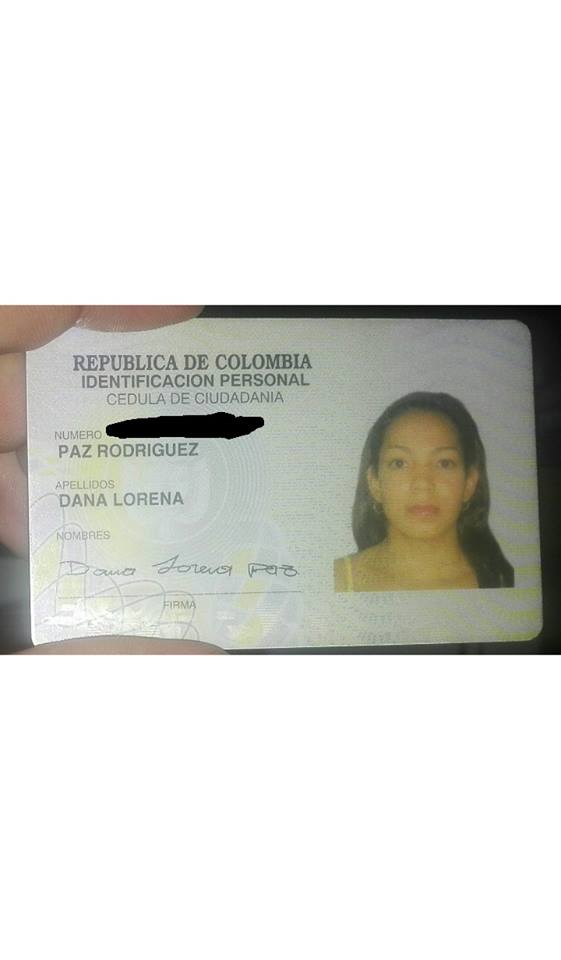 REPUBLICA DE COLOMBIA
IDENTIFICACION PERSONAL
CEDULA DE CIUDADANIA
NUMERO
PAZ RODRIGUEZ
APELLIDOS
DANA LORENA
NOMBRES
Dana Lorena Paz
FIRMA